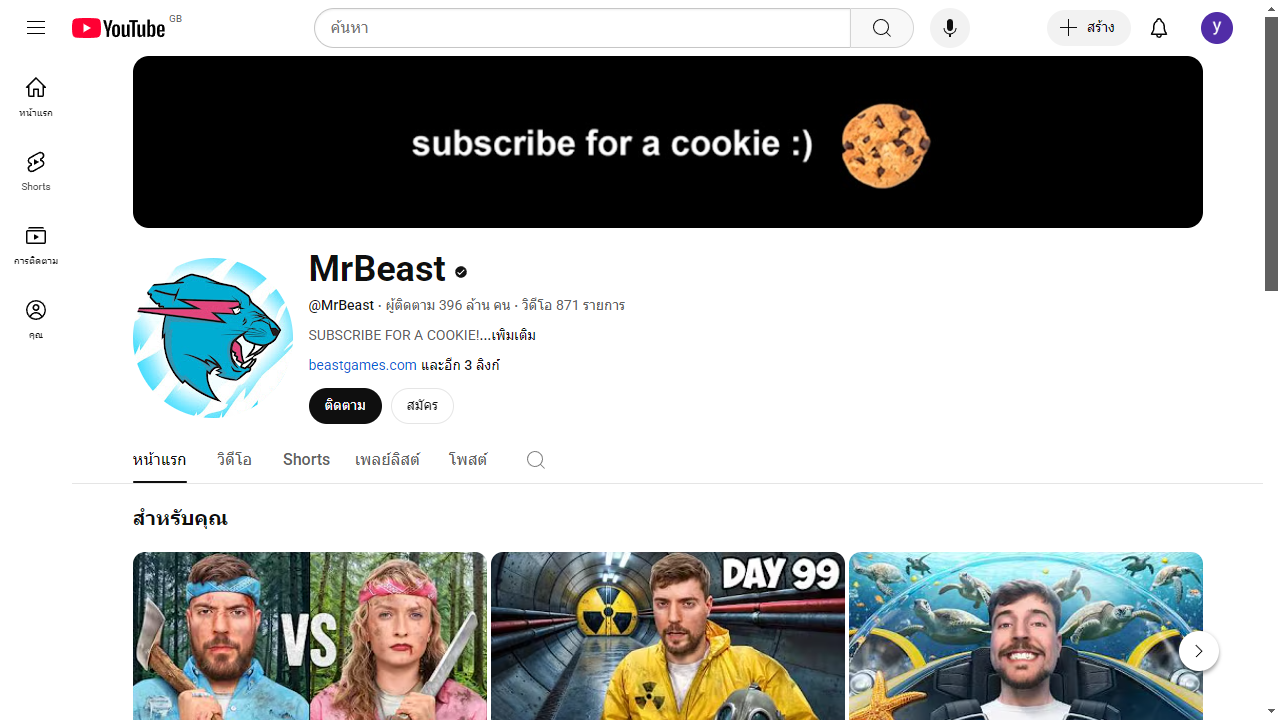 YouTube GB
ค้นหา
สร้าง
y
หน้าแรก
Shorts
การติดตาม
คุณ
subscribe for a cookie :)
MrBeast
@MrBeast • ผู้ติดตาม 396 ล้าน คน • วิดีโอ 871 รายการ
SUBSCRIBE FOR A COOKIE!...เพิ่มเติม
beastgames.com และอีก 3 ลิงก์
ติดตาม สมัคร
หน้าแรก วิดีโอ Shorts เพลย์ลิสต์ โพสต์
สำหรับคุณ
VS
DAY 99